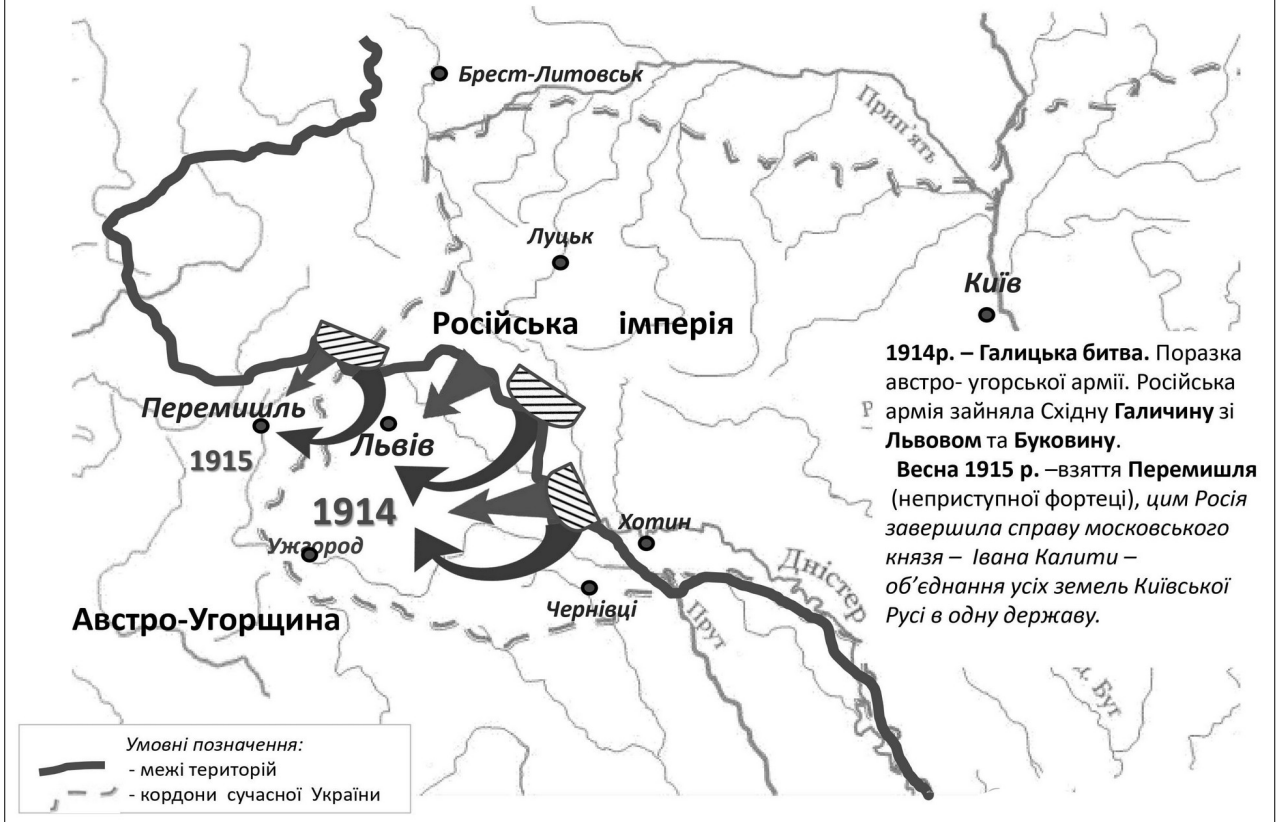 Брест-Литовськ
Прип'ять
Луцьк
Київ
Російська імперія
1914р. – Галицька битва. Поразка
австро- угорської армії. Російська
армія зайняла Східну Галичину зі
Львовом та Буковину.
Весна 1915 р. –взяття Перемишля
(неприступної фортеці), цим Росія
завершила справу московського
князя – Івана Калити –
об'єднання усіх земель Київської
Русі в одну державу.
Перемишль
1915
Львів
1914
Ужгород
Хотин
Дністер
Чернівці
Прут
Австро-Угорщина
Буг
Умовні позначення:
- межі територій
- кордони сучасної України